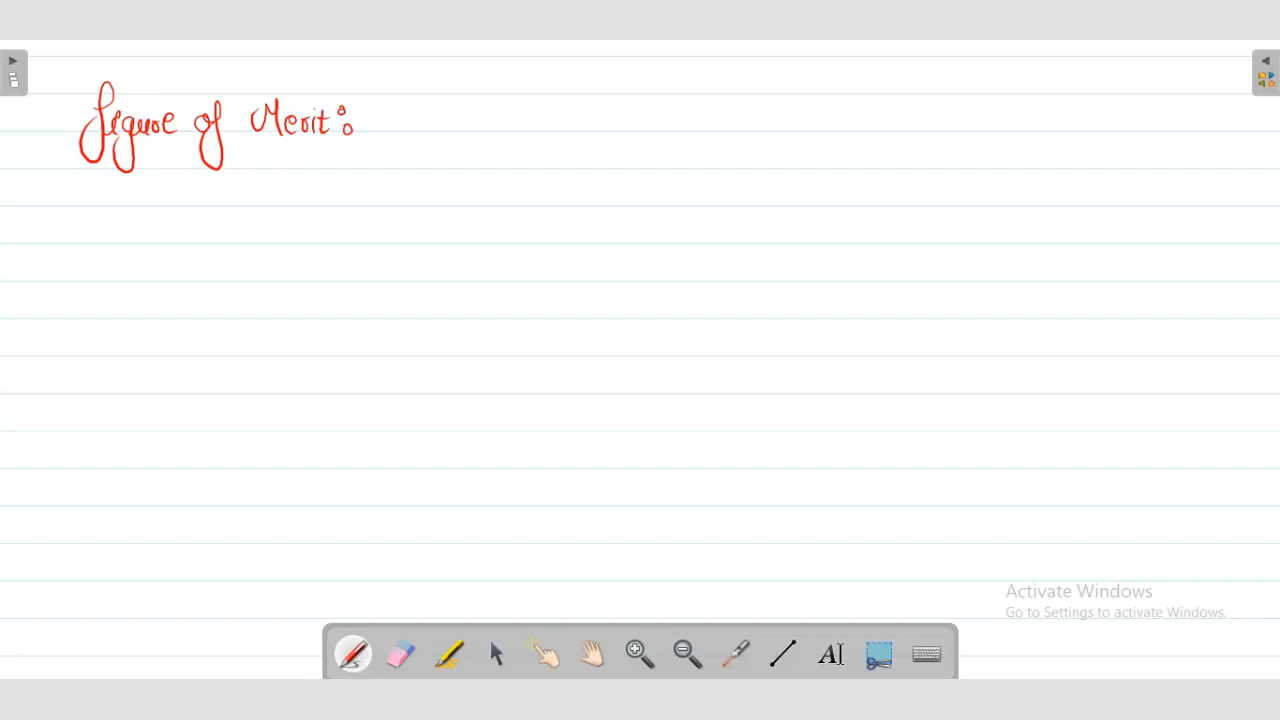 figure of Merit:
Activate Windows
Go to Settings to activate Windows.